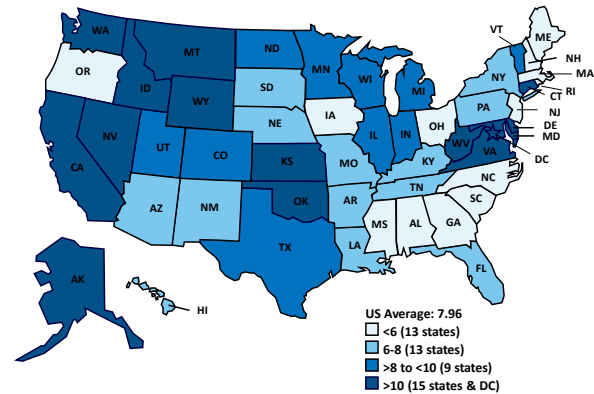 WA
MT
ND
MN
VT
ME
NH
MA
OR
ID
WY
SD
WI
MI
NY
RI
CT
NJ
PA
NE
IA
IL
IN
OH
DE
MD
NV
UT
CO
KS
MO
KY
WV
VA
DC
CA
AZ
NM
OK
AR
TN
NC
SC
TX
LA
MS
AL
GA
FL
AK
HI
US Average: 7.96
<6 (13 states)
6-8 (13 states)
>8 to <10 (9 states)
>10 (15 states & DC)